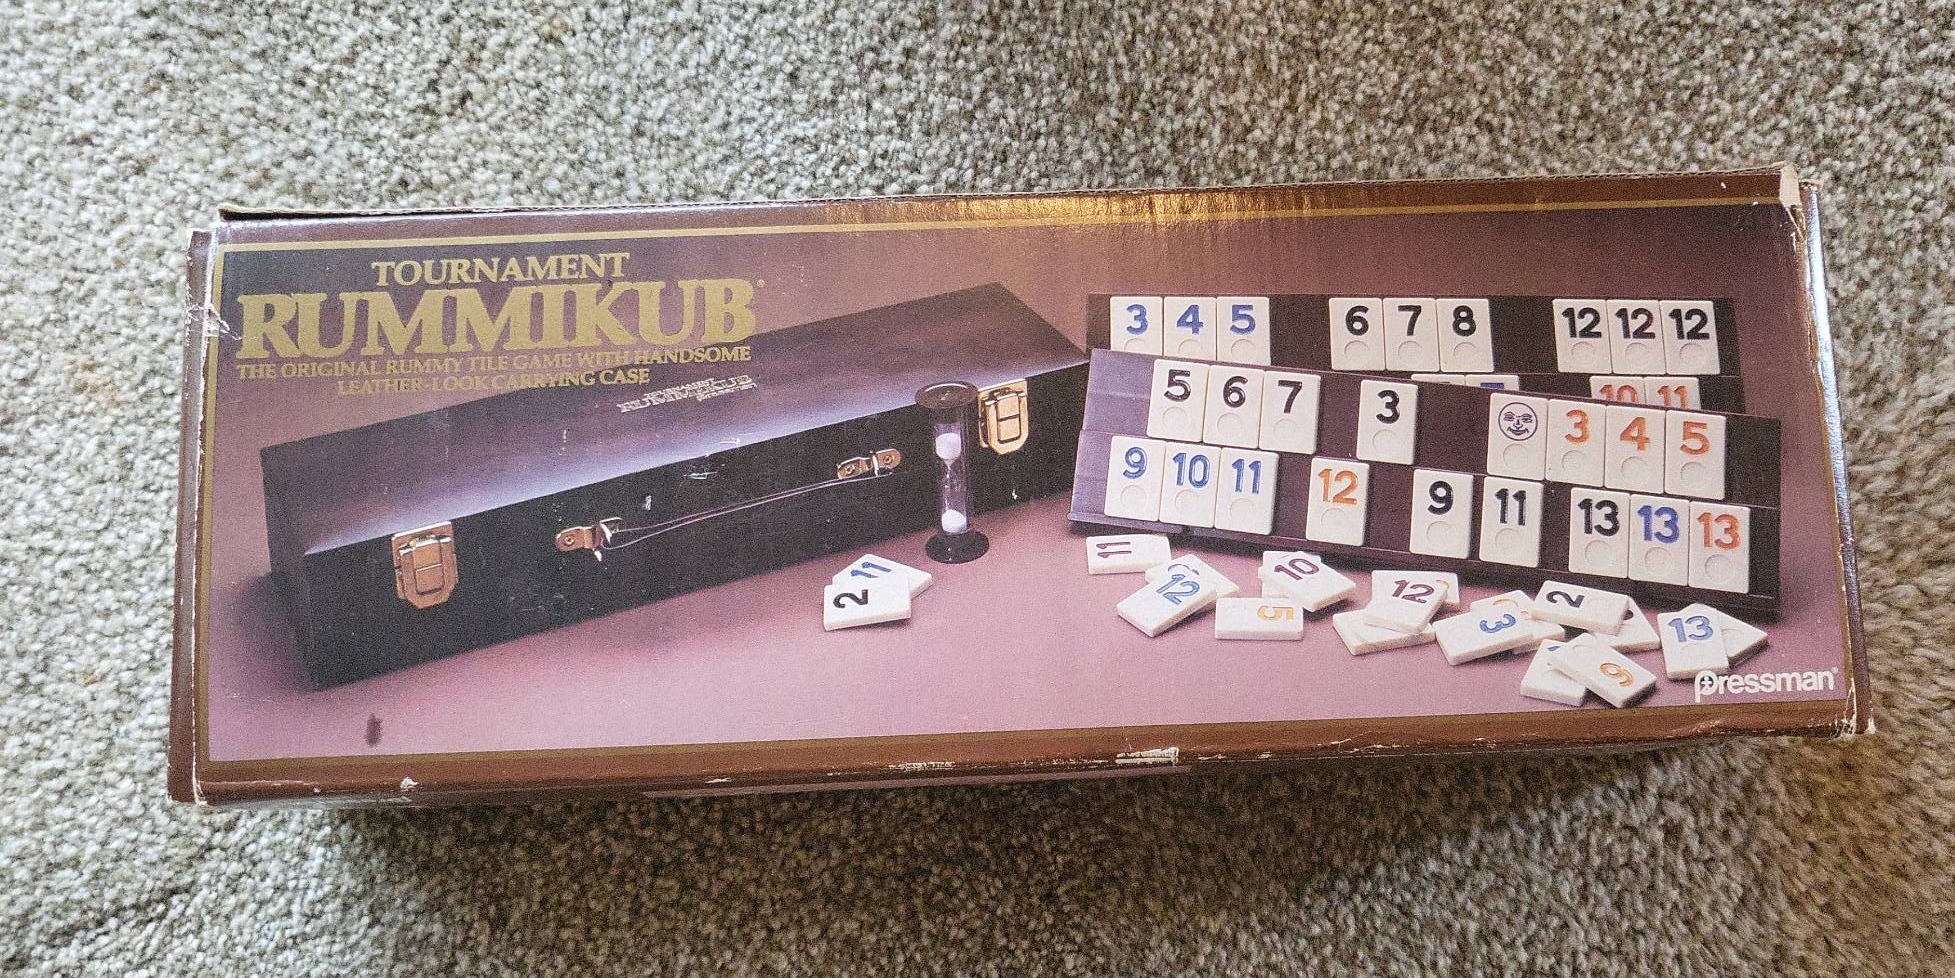 TOURNAMENT
RUMMIKUB®
THE ORIGINAL RUMMY TILE GAME WITH HANDSOME
LEATHER-LOOK CARRYING CASE
TOURNAMENT
RUMMIKUB
3 4 5 6 7 8 12 12 12
10 11
5 6 7 3 3 4 5
9 10 11 12 9 11 13 13 13
11 2
11 12 5 10 12 3 2 9 13
Pressman®